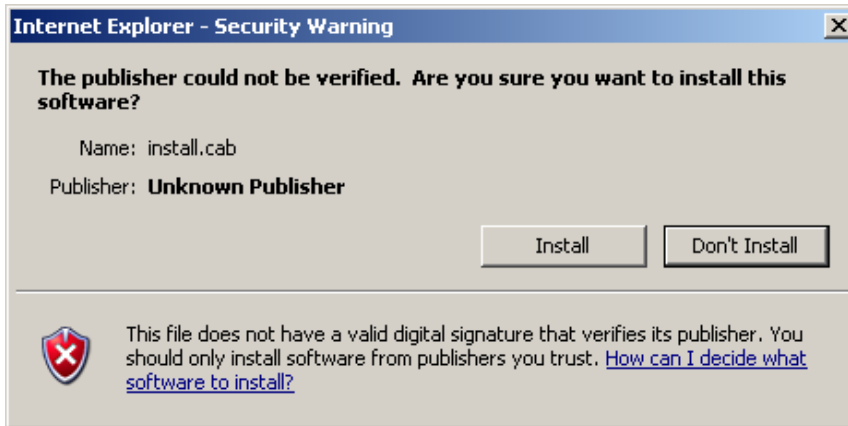 Internet Explorer - Security Warning
The publisher could not be verified.  Are you sure you want to install this
software?
Name: install.cab
Publisher: Unknown Publisher
Install
Don't Install
This file does not have a valid digital signature that verifies its publisher. You
should only install software from publishers you trust. How can I decide what
software to install?